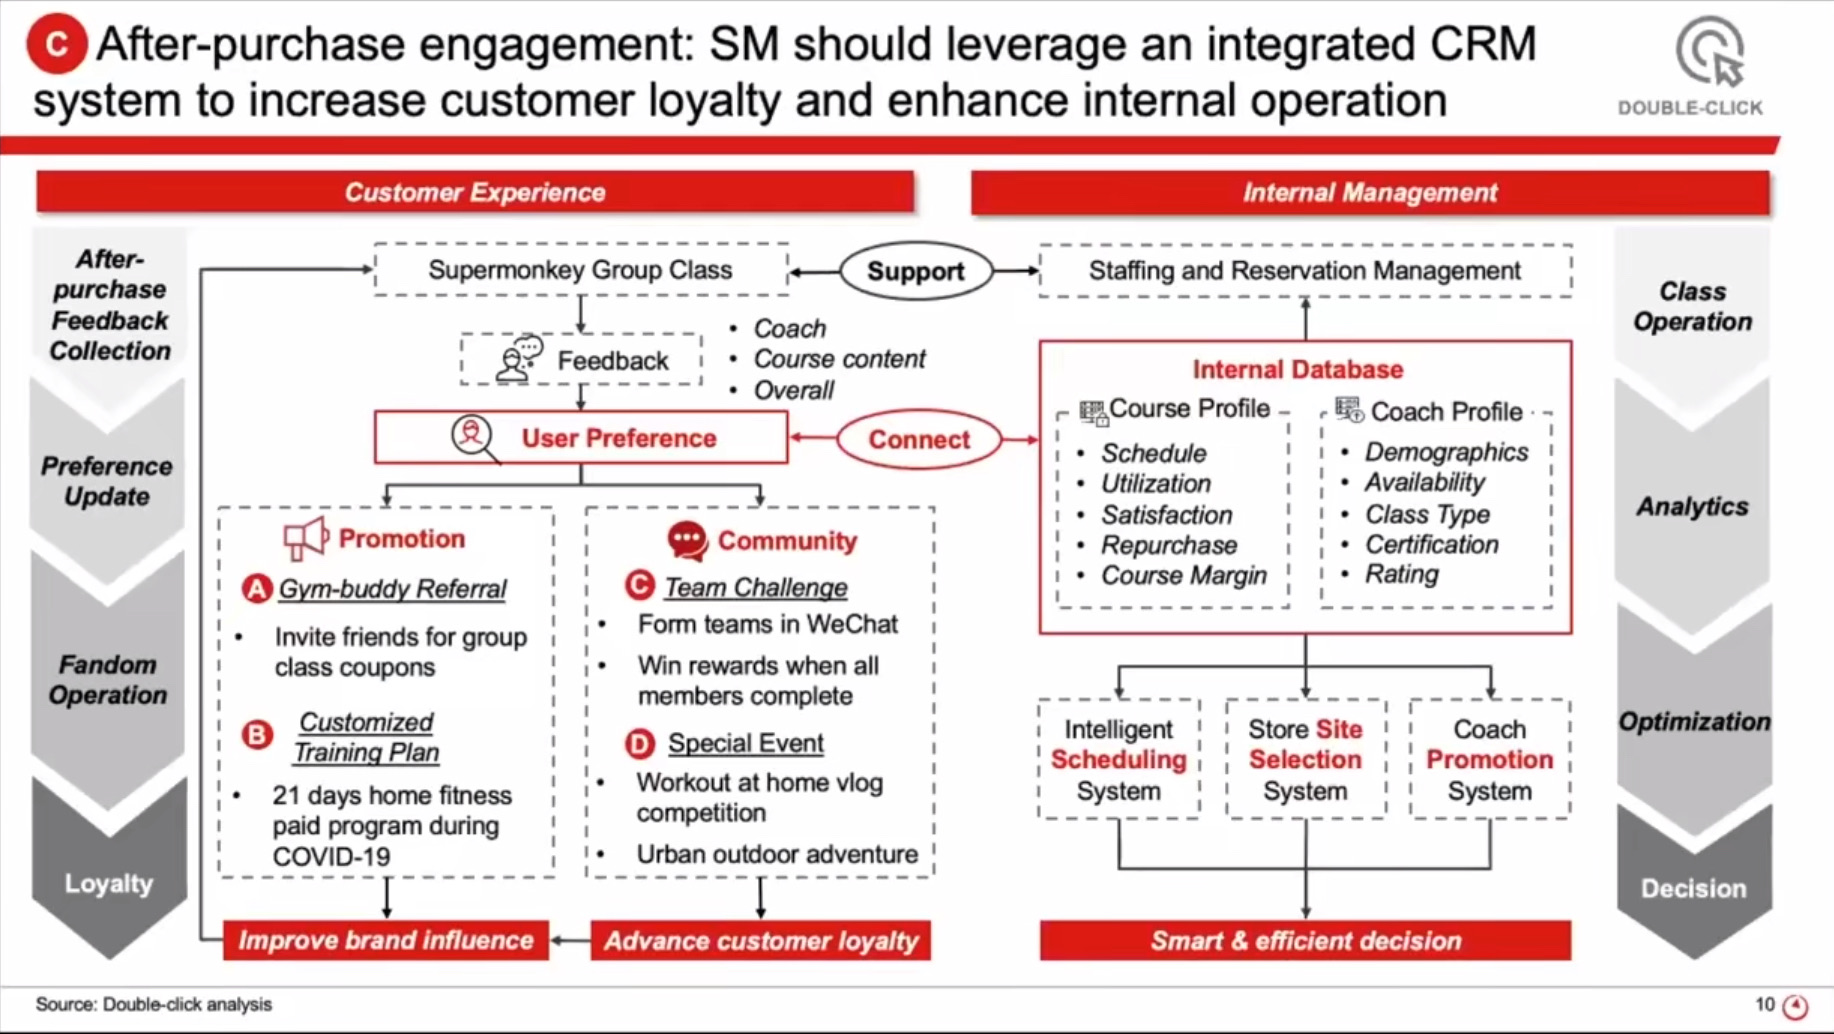 C After-purchase engagement: SM should leverage an integrated CRM
system to increase customer loyalty and enhance internal operation
DOUBLE-CLICK
Customer Experience
Internal Management
After-
purchase
Feedback
Collection
Preference
Update
Fandom
Operation
Loyalty
Supermonkey Group Class
Support
Staffing and Reservation Management
Feedback
• Coach
• Course content
• Overall
User Preference
Connect
Promotion
A Gym-buddy Referral
• Invite friends for group
class coupons
B Customized
Training Plan
• 21 days home fitness
paid program during
COVID-19
Community
C Team Challenge
• Form teams in WeChat
• Win rewards when all
members complete
D Special Event
• Workout at home vlog
competition
• Urban outdoor adventure
Improve brand influence
Advance customer loyalty
Internal Database
Course Profile
• Schedule
• Utilization
• Satisfaction
• Repurchase
• Course Margin
Coach Profile
• Demographics
• Availability
• Class Type
• Certification
• Rating
Intelligent
Scheduling
System
Store Site
Selection
System
Coach
Promotion
System
Smart & efficient decision
Class
Operation
Analytics
Optimization
Decision
Source: Double-click analysis
10